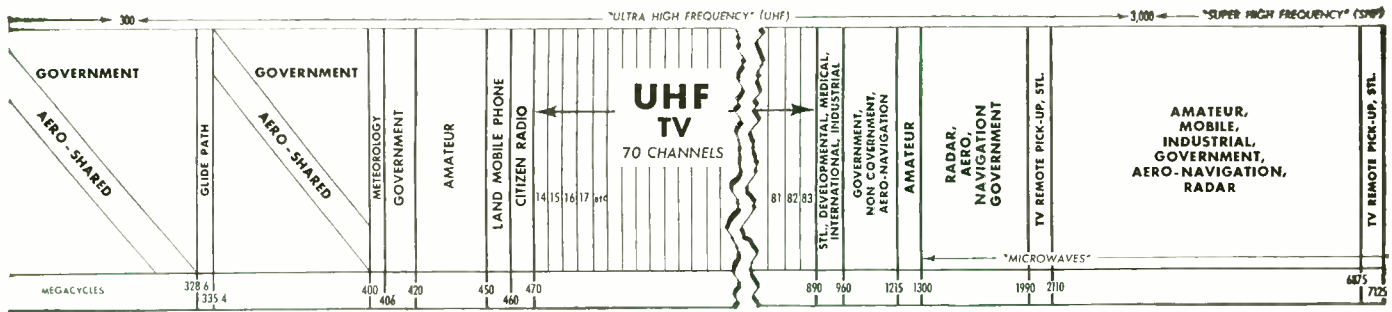 300
"ULTRA HIGH FREQUENCY" (UHF)
3,000
"SUPER HIGH FREQUENCY" (SHF)
GOVERNMENT
AERO-SHARED
GLIDE PATH
GOVERNMENT
AERO-SHARED
METEOROLOGY
GOVERNMENT
AMATEUR
LAND MOBILE PHONE
CITIZEN RADIO
UHF
TV
70 CHANNELS
14 15 16 17 etc
81 82 83
STL., DEVELOPMENTAL, MEDICAL,
INTERNATIONAL, INDUSTRIAL
GOVERNMENT,
NON GOVERNMENT,
AERO-NAVIGATION
AMATEUR
RADAR,
AERO,
NAVIGATION
GOVERNMENT
TV REMOTE PICK-UP, STL.
AMATEUR,
MOBILE,
INDUSTRIAL,
GOVERNMENT,
AERO-NAVIGATION,
RADAR
TV REMOTE PICK-UP, STL.
"MICROWAVES"
MEGACYCLES
328 6
335 4
400
406
420
450
460
470
890
960
1215
1300
1990
2110
6875
7125